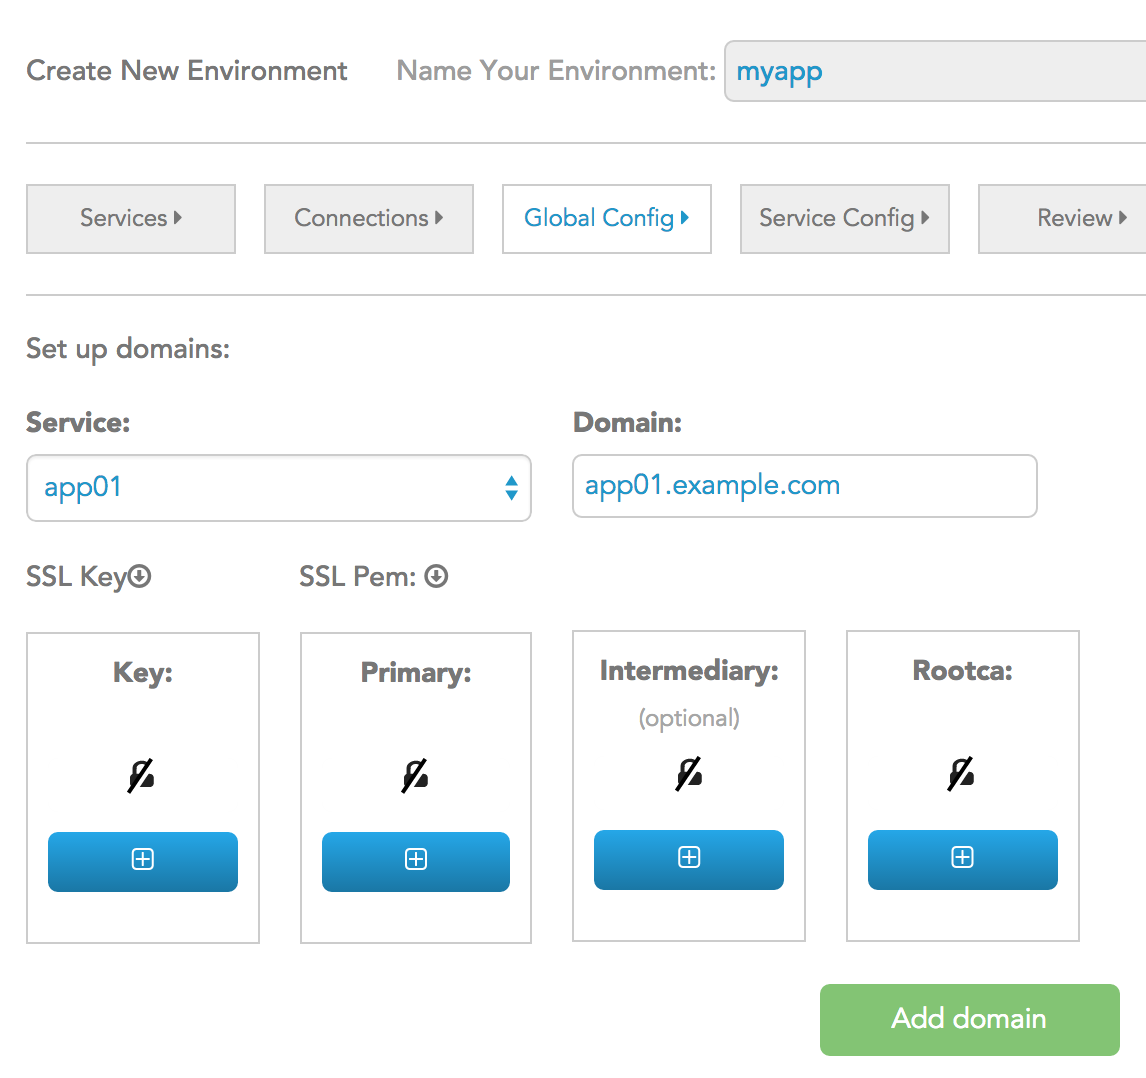 Create New Environment Name Your Environment: myapp
Services Connections Global Config Service Config Review
Set up domains:
Service: Domain:
app01 app01.example.com
SSL Key SSL Pem:
Key: Primary: Intermediary: Rootca:
(optional)
Add domain